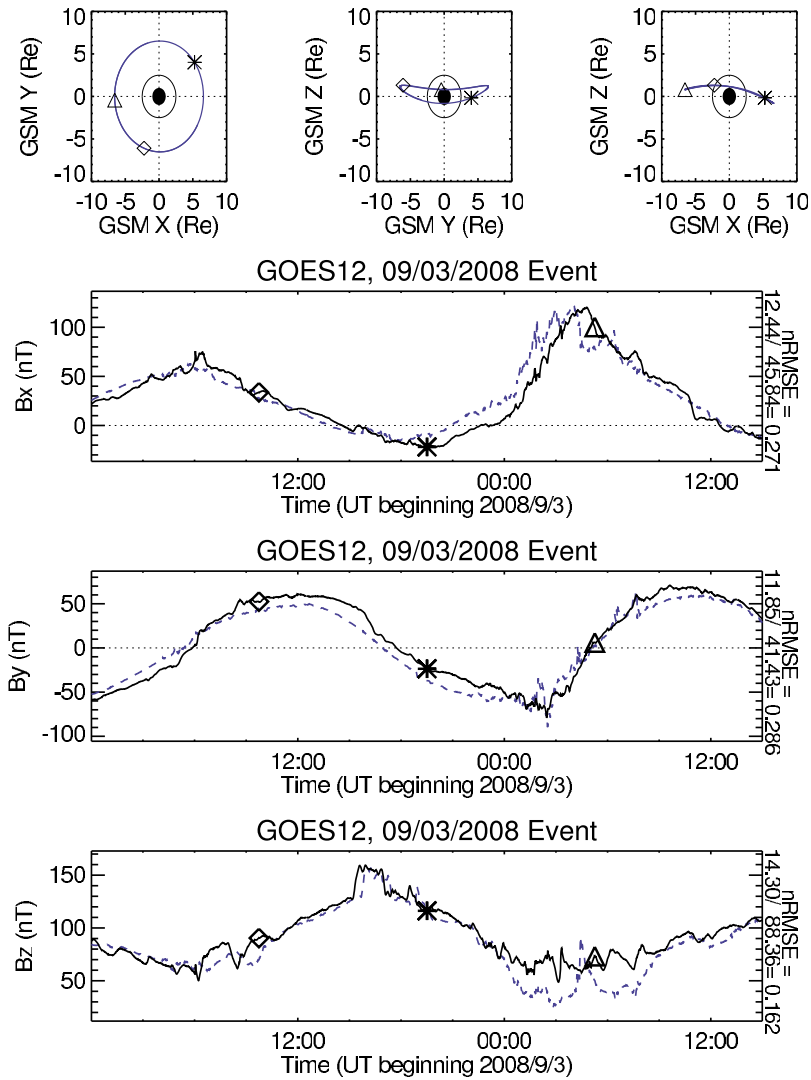 10
5
0
-5
-10
GSM Y (Re)
-10 -5 0 5 10
GSM X (Re)
10
5
0
-5
-10
GSM Z (Re)
-10 -5 0 5 10
GSM Y (Re)
10
5
0
-5
-10
GSM Z (Re)
-10 -5 0 5 10
GSM X (Re)
GOES12, 09/03/2008 Event
100
50
0
Bx (nT)
nRMSE =
12.44/ 45.84= 0.271
12:00 00:00 12:00
Time (UT beginning 2008/9/3)
GOES12, 09/03/2008 Event
50
0
-50
-100
By (nT)
nRMSE =
11.85/ 41.43= 0.286
12:00 00:00 12:00
Time (UT beginning 2008/9/3)
GOES12, 09/03/2008 Event
150
100
50
Bz (nT)
nRMSE =
14.30/ 88.36= 0.162
12:00 00:00 12:00
Time (UT beginning 2008/9/3)